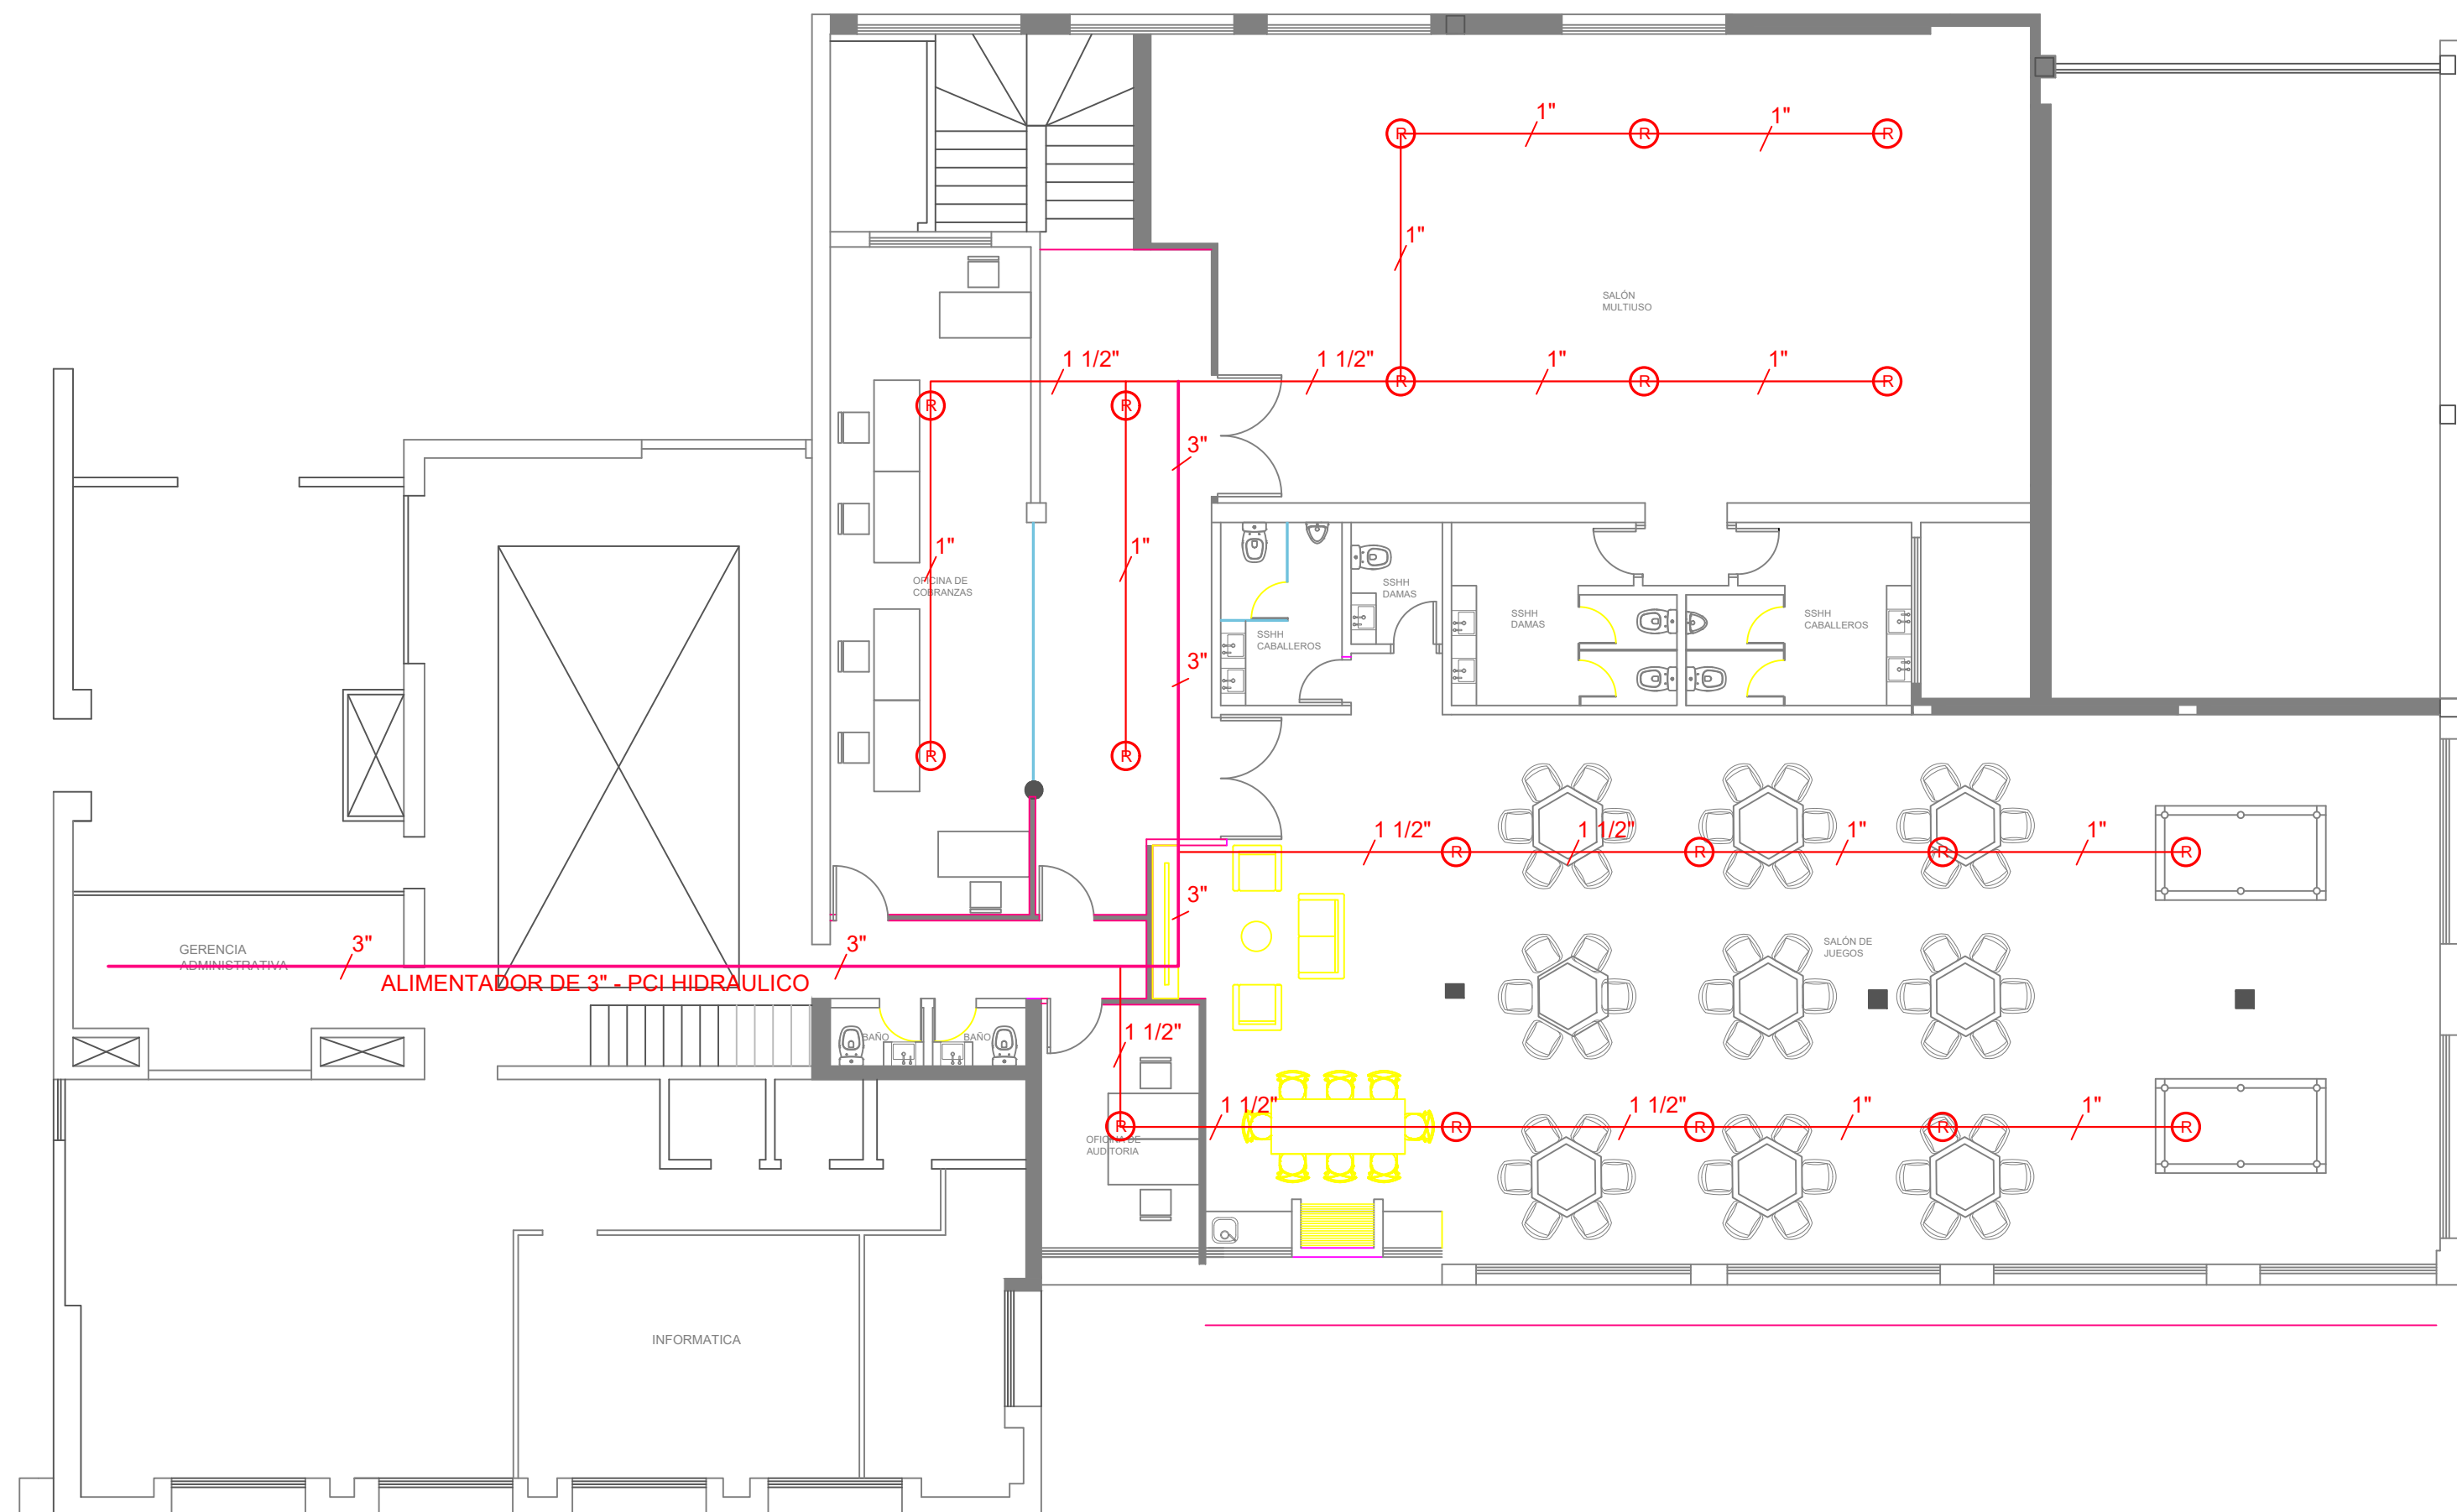 1"
1"
R
R
R
1"
SALÓN
MULTIUSO
1 1/2"
1 1/2"
1"
1"
R
R
R
R
R
3"
1"
1"
OFICINA DE
COBRANZAS
SSHH
DAMAS
SSHH
DAMAS
SSHH
CABALLEROS
SSHH
CABALLEROS
3"
R
R
1 1/2"
1 1/2"
1"
1"
R
R
R
R
3"
GERENCIA
ADMINISTRATIVA
3"
3"
SALÓN DE
JUEGOS
ALIMENTADOR DE 3" - PCI HIDRAULICO
BAÑO
BAÑO
1 1/2"
1 1/2"
1 1/2"
1"
1"
R
R
R
R
R
OFICINA DE
AUDITORIA
INFORMATICA